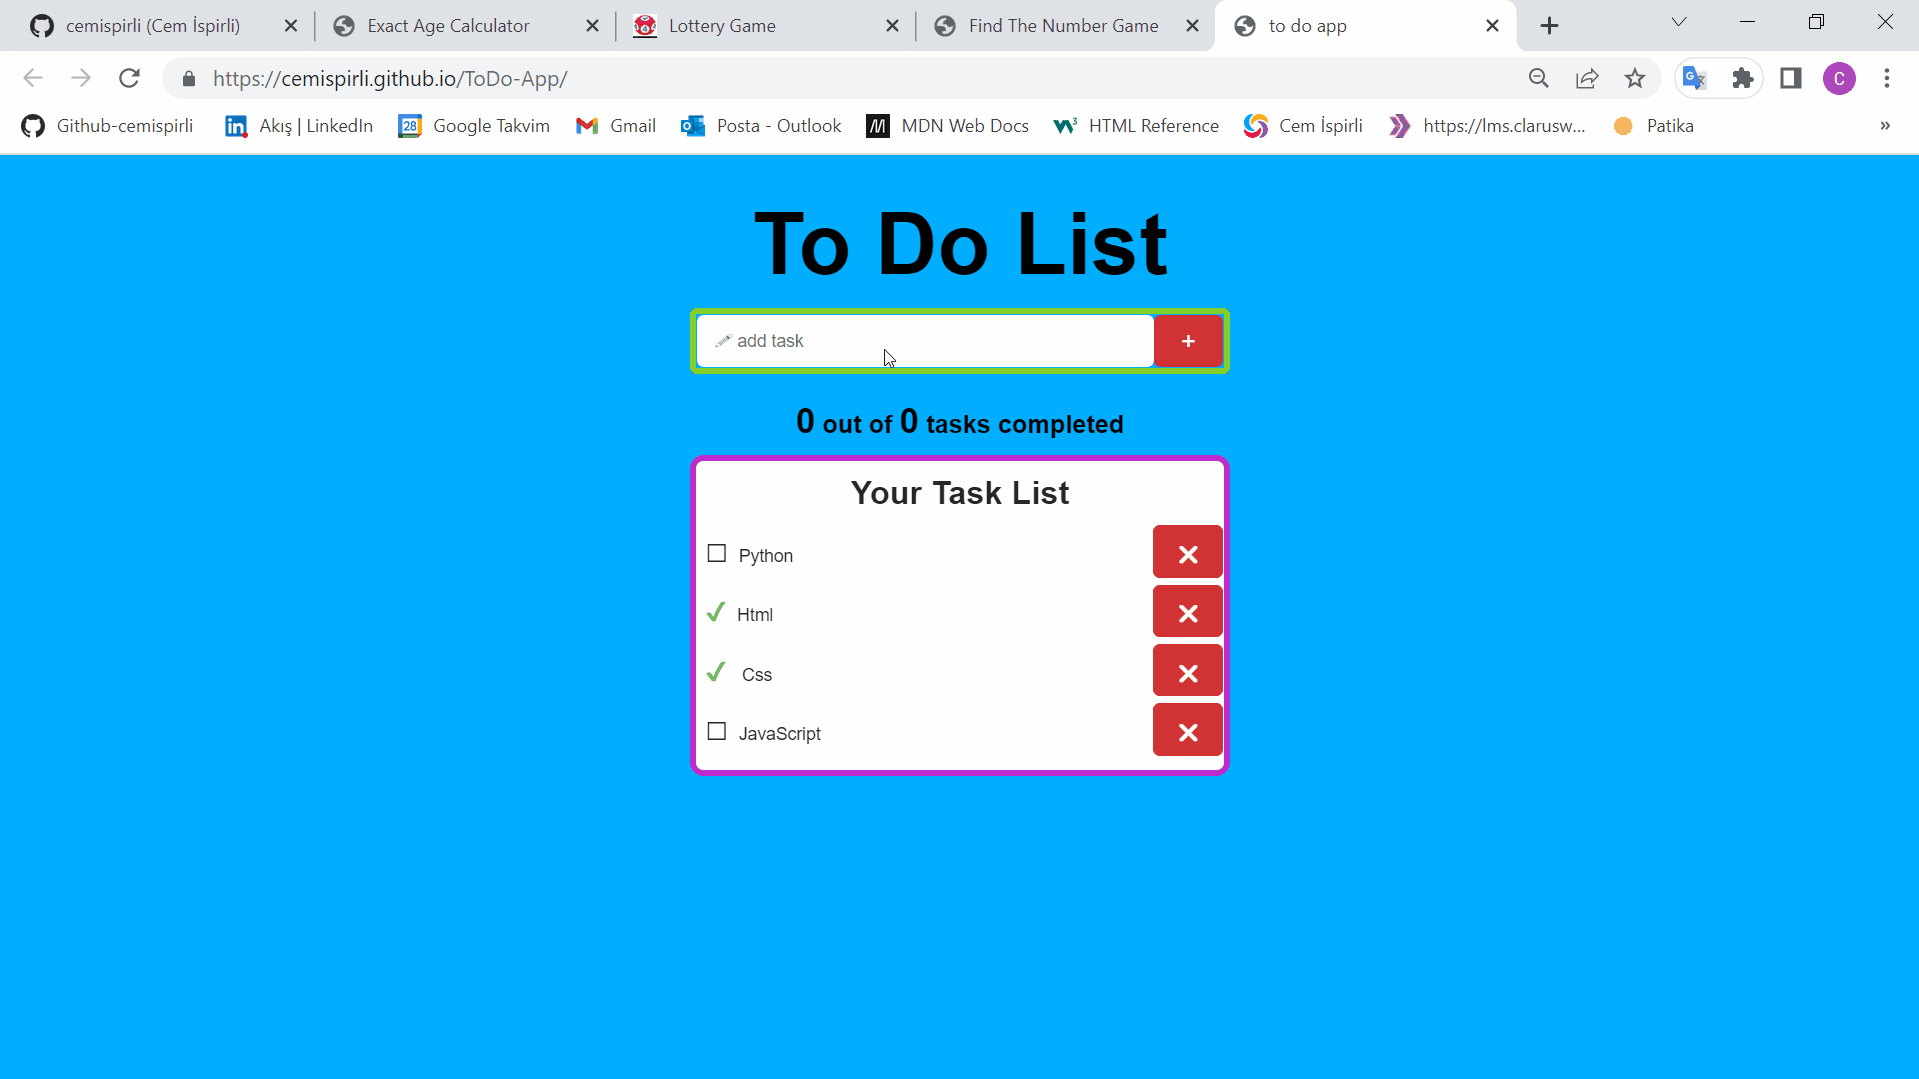 cemispirli (Cem İspirli)
Exact Age Calculator
Lottery Game
Find The Number Game
to do app
https://cemispirli.github.io/ToDo-App/
C
Github-cemispirli
Akış | LinkedIn
28
Google Takvim
Gmail
Posta - Outlook
MDN Web Docs
HTML Reference
Cem İspirli
https://lms.clarusw...
Patika
»
To Do List
add task
+
0 out of 0 tasks completed
Your Task List
Python
Html
Css
JavaScript